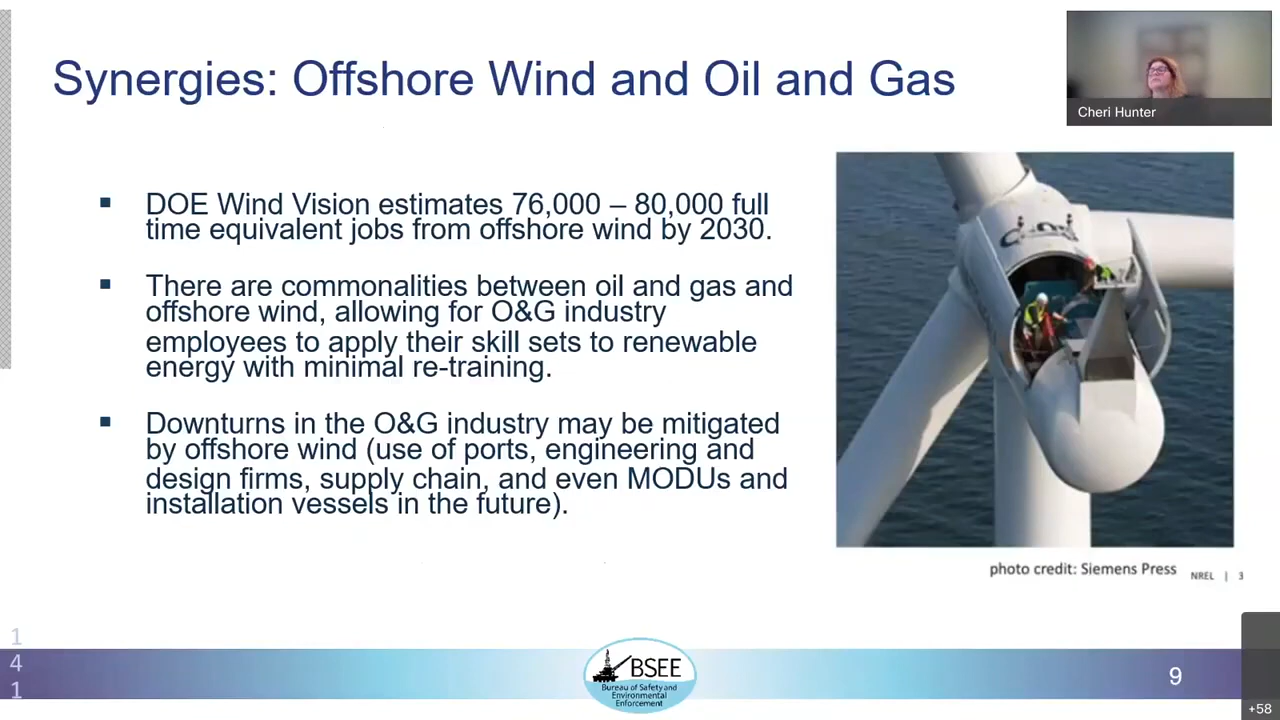 Synergies: Offshore Wind and Oil and Gas
Cheri Hunter
▪ DOE Wind Vision estimates 76,000 – 80,000 full
time equivalent jobs from offshore wind by 2030.
▪ There are commonalities between oil and gas and
offshore wind, allowing for O&G industry
employees to apply their skill sets to renewable
energy with minimal re-training.
▪ Downturns in the O&G industry may be mitigated
by offshore wind (use of ports, engineering and
design firms, supply chain, and even MODUs and
installation vessels in the future).
photo credit: Siemens Press
NREL | 3
1
4
1
BSEE
Bureau of Safety and
Environmental
Enforcement
9
+58